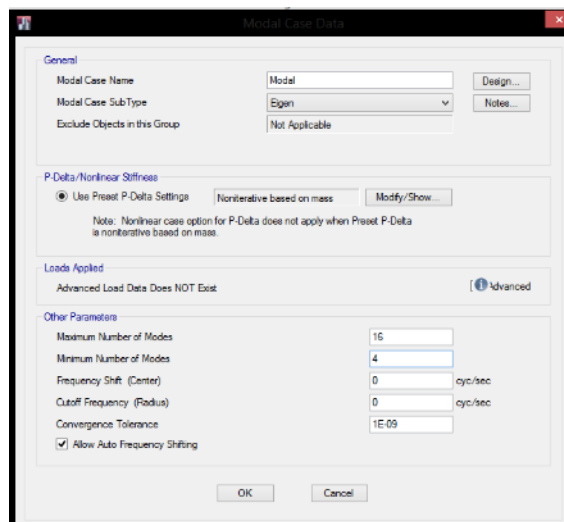 Modal Case Data
General
Modal Case Name Modal Design...
Modal Case SubType Eigen Notes...
Exclude Objects in this Group Not Applicable
P-Delta/Nonlinear Stiffness
Use Preset P-Delta Settings Noniterative based on mass Modify/Show...
Note: Nonlinear case option for P-Delta does not apply when Preset P-Delta
is noniterative based on mass.
Loads Applied
Advanced Load Data Does NOT Exist Advanced
Other Parameters
Maximum Number of Modes 16
Minimum Number of Modes 4
Frequency Shift (Center) 0 cyc/sec
Cutoff Frequency (Radius) 0 cyc/sec
Convergence Tolerance 1E-09
Allow Auto Frequency Shifting
OK Cancel